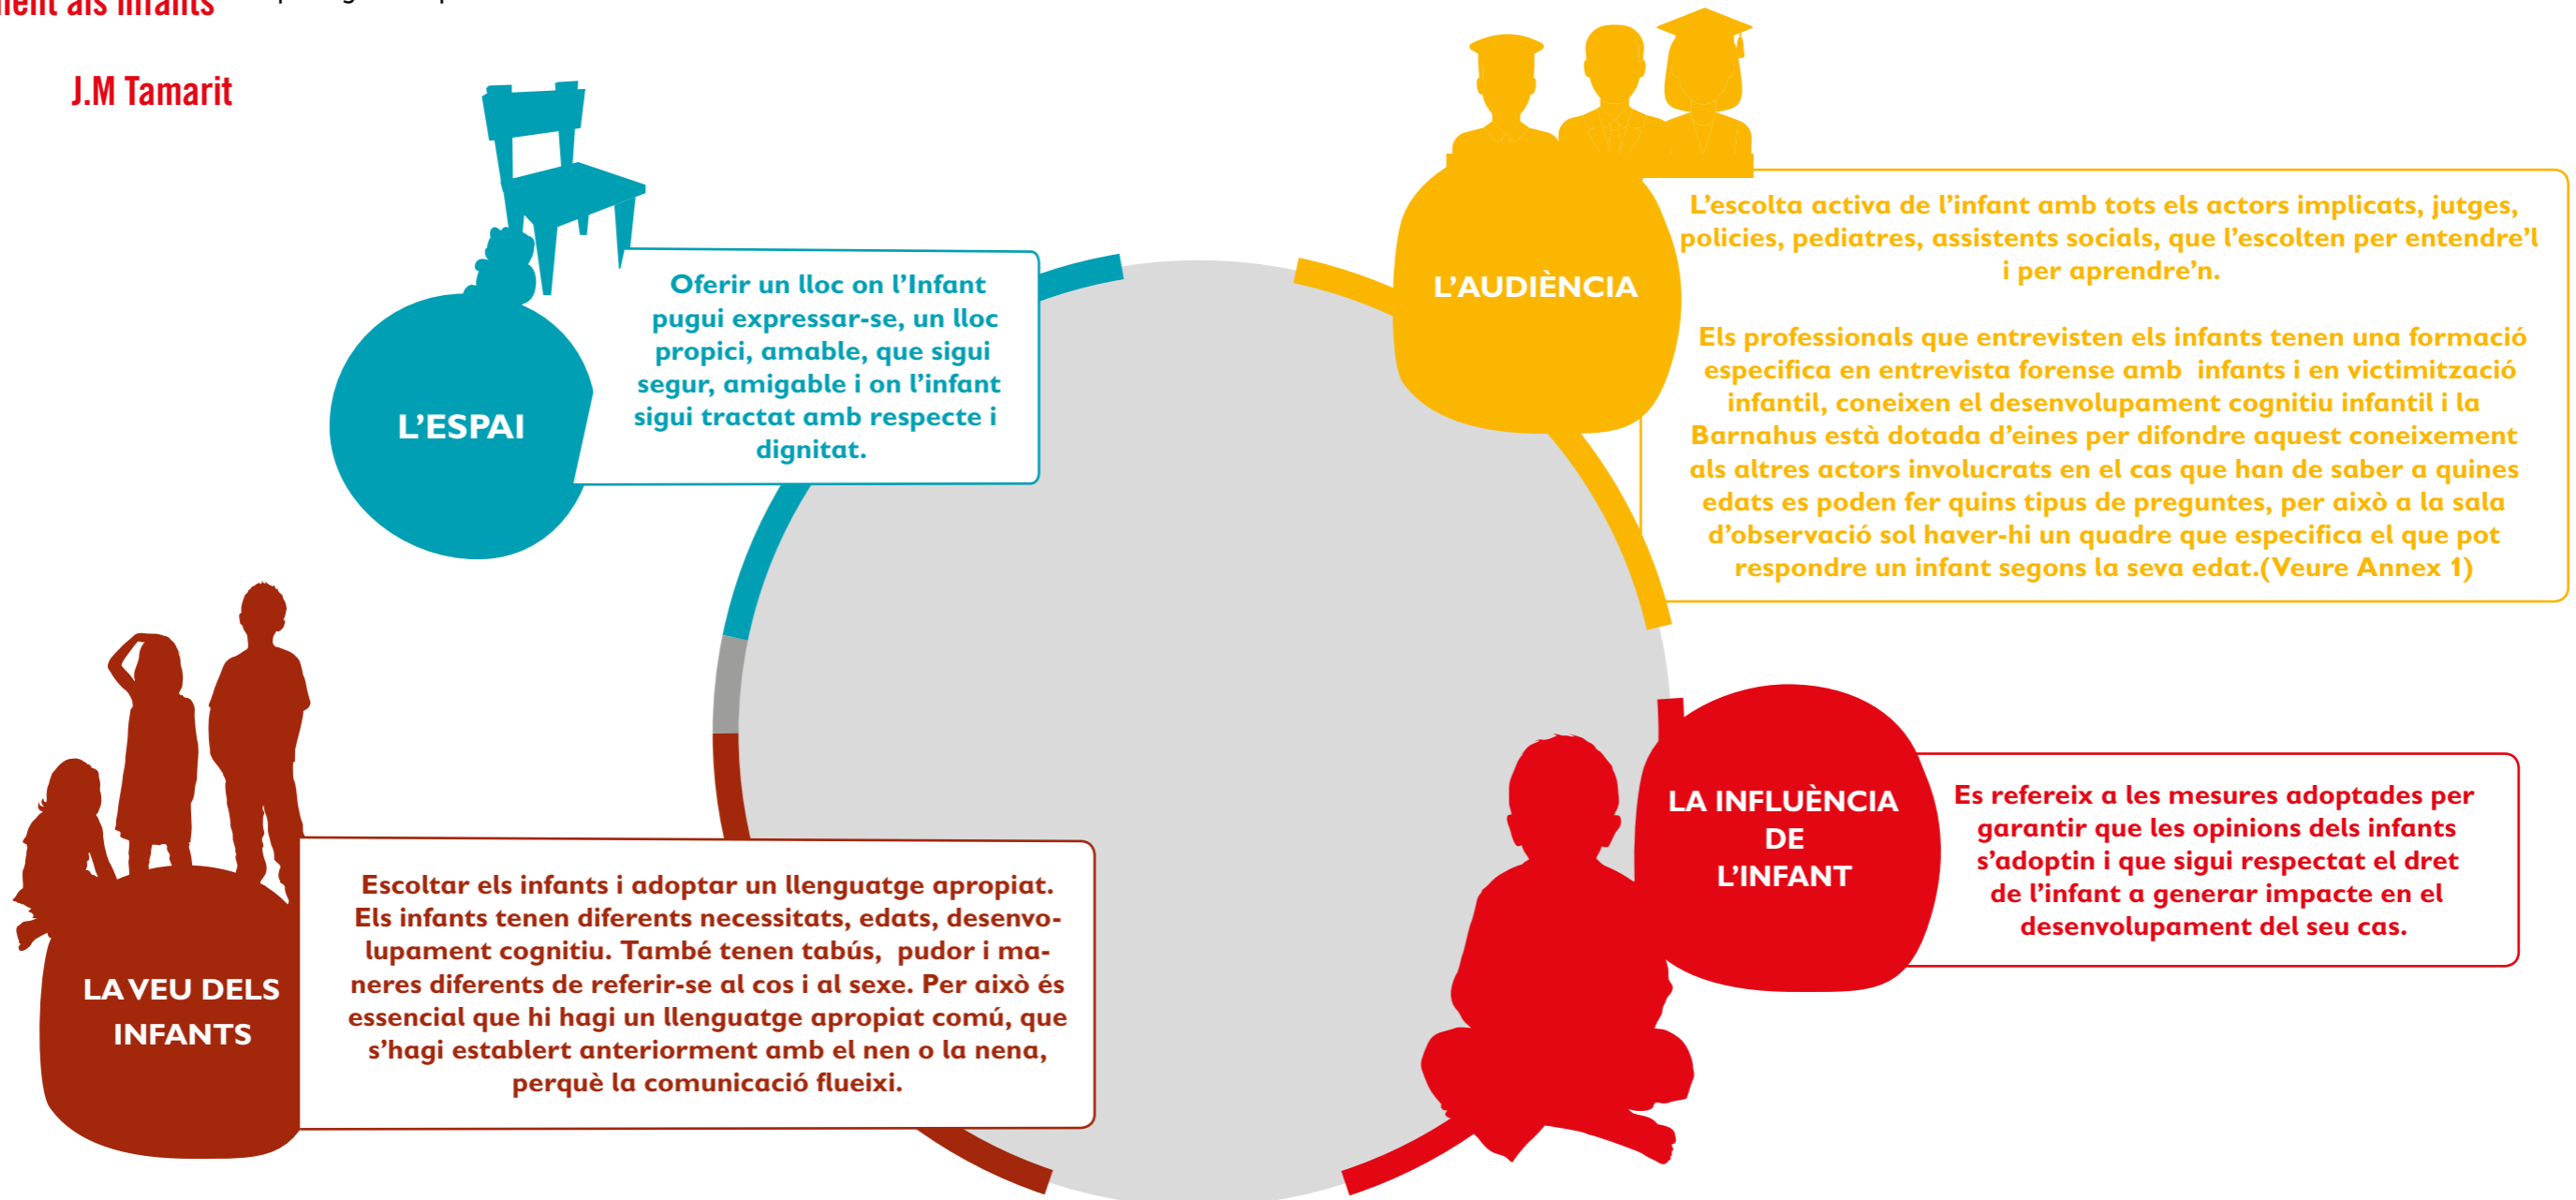 als infants
J.M Tamarit
L'ESPAI
Oferir un lloc on l'Infant
pugui expressar-se, un lloc
propici, amable, que sigui
segur, amigable i on l'infant
sigui tractat amb respecte i
dignitat.
L'AUDIÈNCIA
L'escolta activa de l'infant amb tots els actors implicats, jutges,
policies, pediatres, assistents socials, que l'escolten per entendre'l
i per aprendre'n.
Els professionals que entrevisten els infants tenen una formació
especifica en entrevista forense amb infants i en victimització
infantil, coneixen el desenvolupament cognitiu infantil i la
Barnahus està dotada d'eines per difondre aquest coneixement
als altres actors involucrats en el cas que han de saber a quines
edats es poden fer quins tipus de preguntes, per això a la sala
d'observació sol haver-hi un quadre que especifica el que pot
respondre un infant segons la seva edat.(Veure Annex 1)
LA VEU DELS
INFANTS
Escoltar els infants i adoptar un llenguatge apropiat.
Els infants tenen diferents necessitats, edats, desenvo-
lupament cognitiu. També tenen tabús, pudor i ma-
neres diferents de referir-se al cos i al sexe. Per això és
essencial que hi hagi un llenguatge apropiat comú, que
s'hagi establert anteriorment amb el nen o la nena,
perquè la comunicació flueixi.
LA INFLUÈNCIA
DE
L'INFANT
Es refereix a les mesures adoptades per
garantir que les opinions dels infants
s'adoptin i que sigui respectat el dret
de l'infant a generar impacte en el
desenvolupament del seu cas.